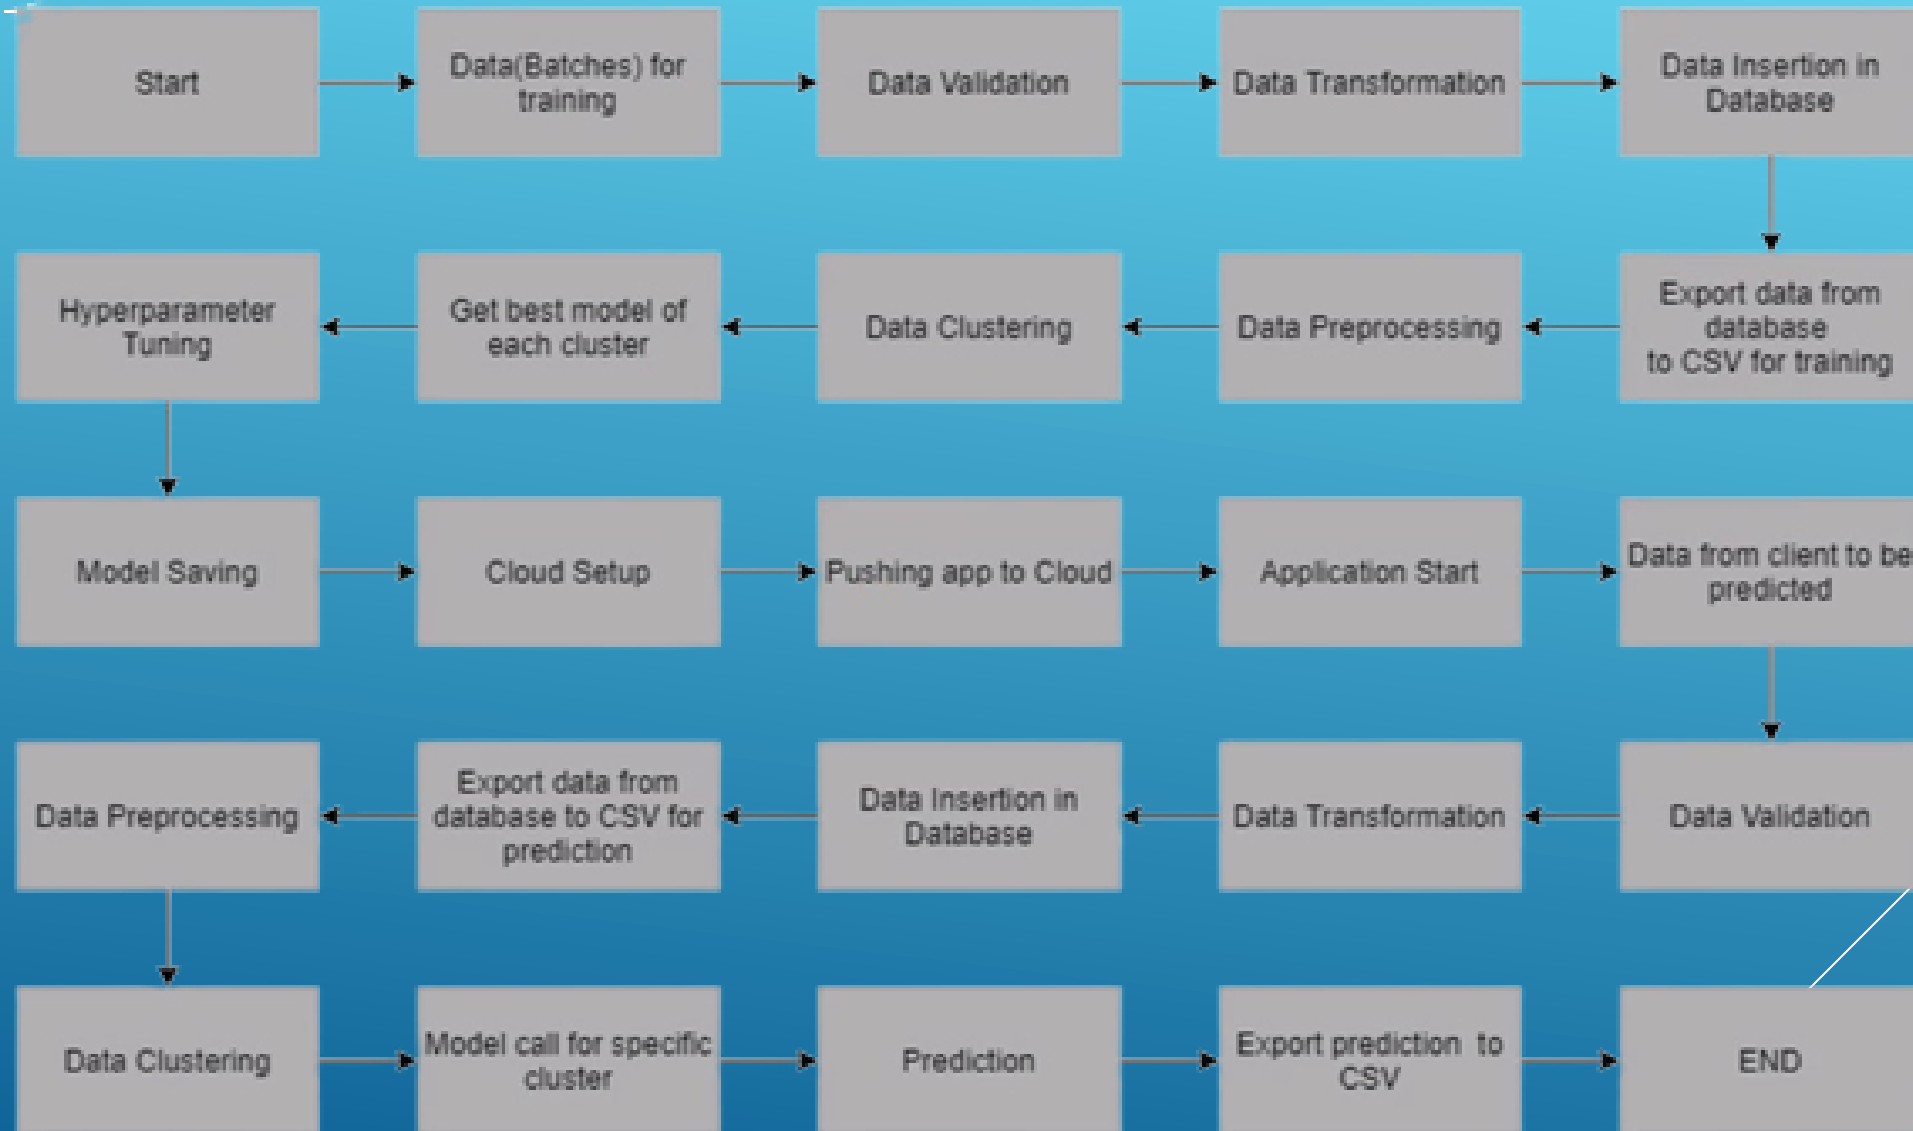 Start
Data(Batches) for
training
Data Validation
Data Transformation
Data Insertion in
Database
Export data from
database
to CSV for training
Data Preprocessing
Data Clustering
Get best model of
each cluster
Hyperparameter
Tuning
Model Saving
Cloud Setup
Pushing app to Cloud
Application Start
Data from client to be
predicted
Data Validation
Data Transformation
Data Insertion in
Database
Export data from
database to CSV for
prediction
Data Preprocessing
Data Clustering
Model call for specific
cluster
Prediction
Export prediction to
CSV
END